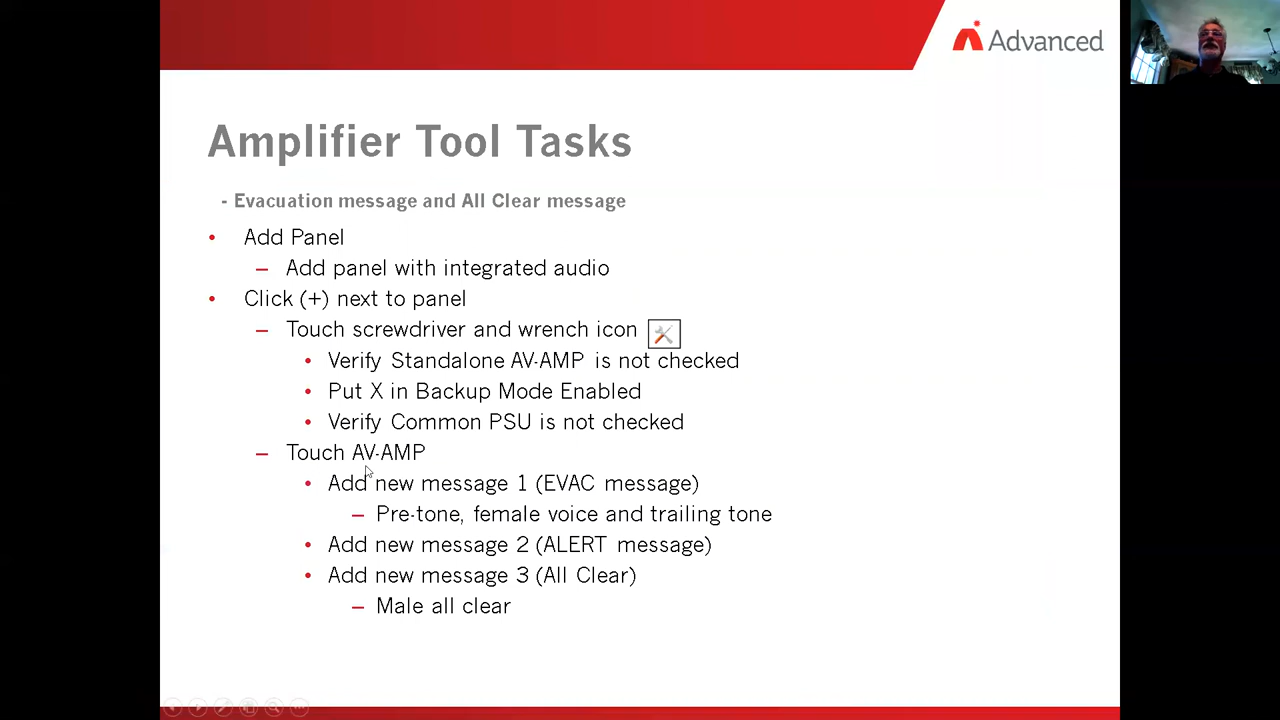 Advanced
Amplifier Tool Tasks
- Evacuation message and All Clear message
• Add Panel
– Add panel with integrated audio
• Click (+) next to panel
– Touch screwdriver and wrench icon
• Verify Standalone AV-AMP is not checked
• Put X in Backup Mode Enabled
• Verify Common PSU is not checked
– Touch AV-AMP
• Add new message 1 (EVAC message)
– Pre-tone, female voice and trailing tone
• Add new message 2 (ALERT message)
• Add new message 3 (All Clear)
– Male all clear